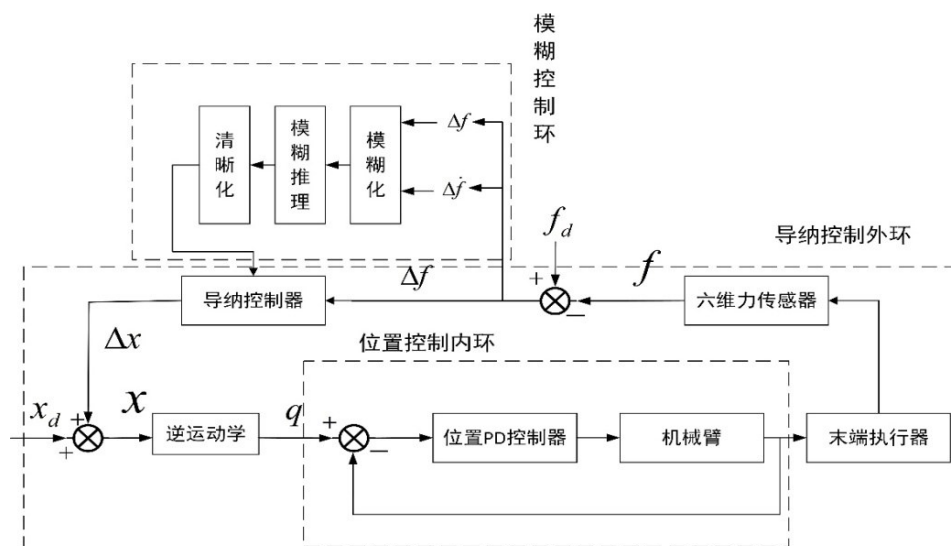 模糊控制环
清晰化
模糊推理
模糊化
Δf
Δḟ
f_d
导纳控制外环
+
−
Δf
f
导纳控制器
六维力传感器
Δx
位置控制内环
x_d
+
+
x
逆运动学
q
+
−
位置PD控制器
机械臂
末端执行器